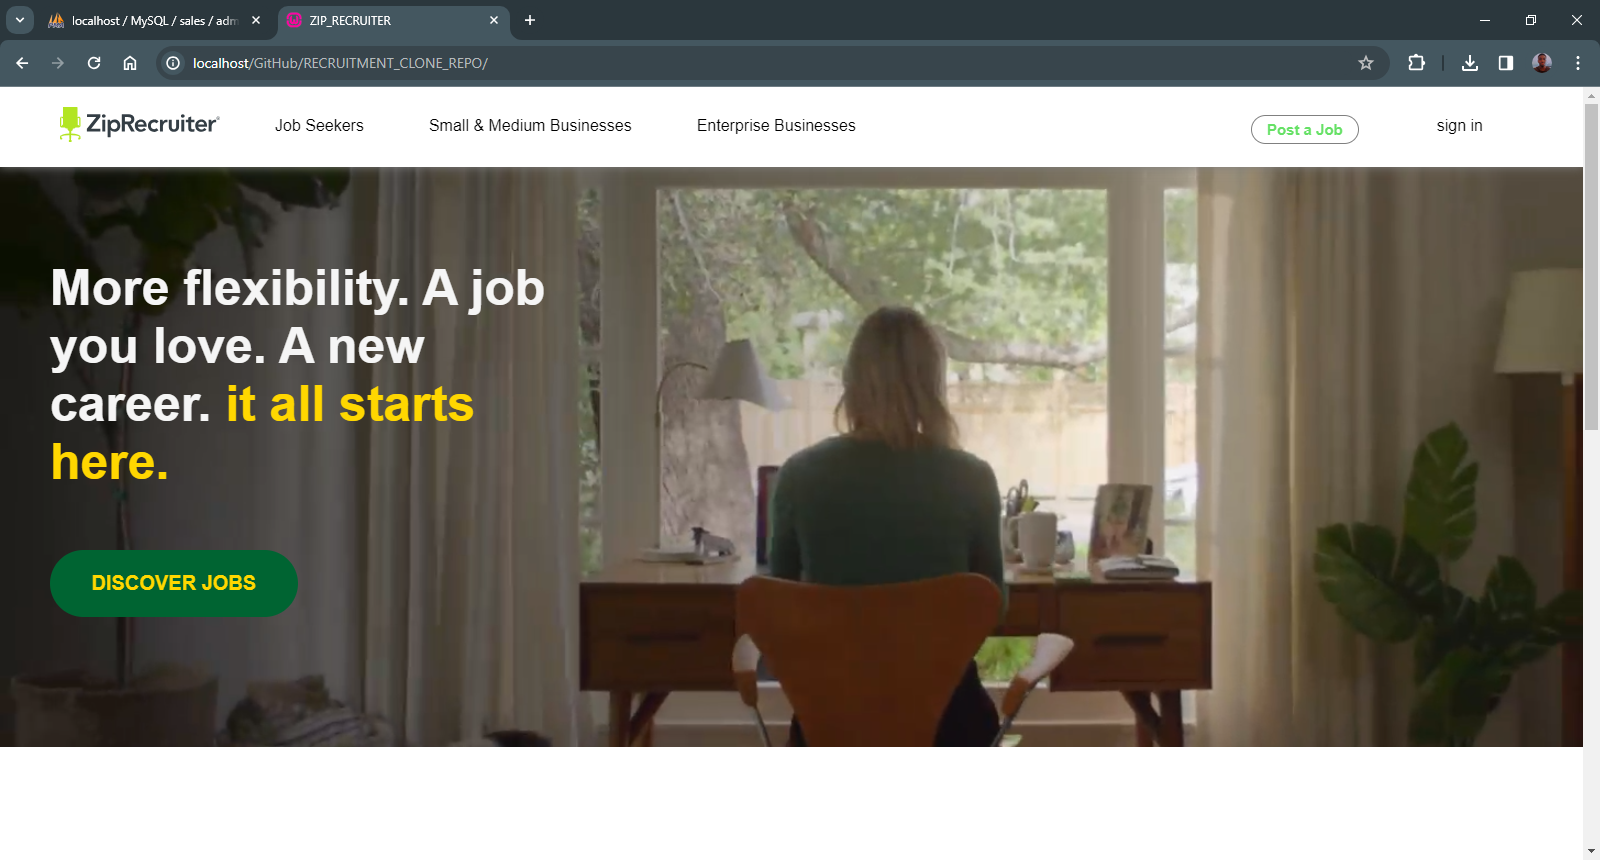 localhost / MySQL / sales / adm
ZIP_RECRUITER
localhost/GitHub/RECRUITMENT_CLONE_REPO/
ZipRecruiter
Job Seekers
Small & Medium Businesses
Enterprise Businesses
Post a Job
sign in
More flexibility. A job
you love. A new
career. it all starts
here.
DISCOVER JOBS